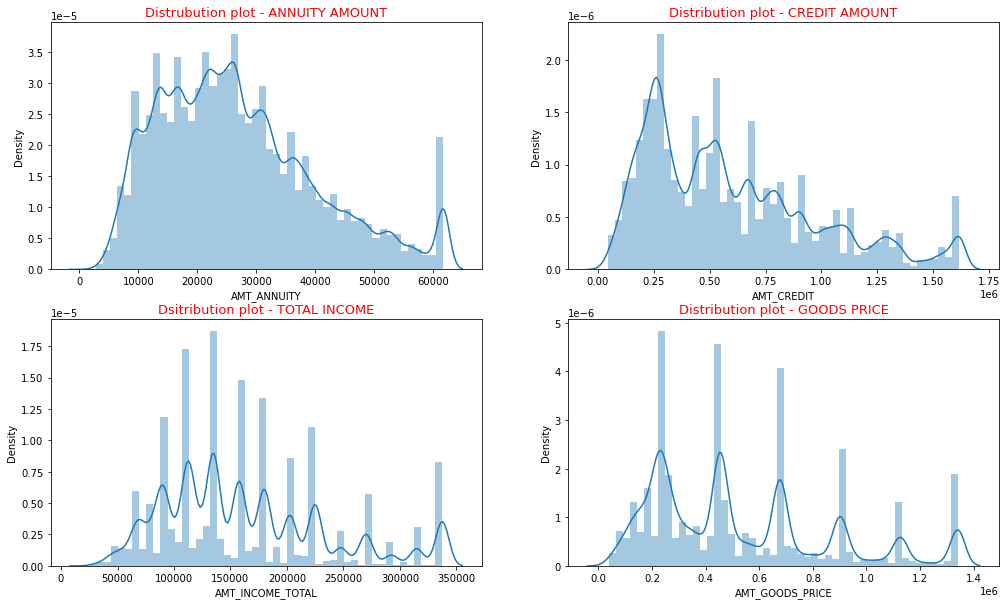 Distrubution plot - ANNUITY AMOUNT
1e−5
3.5
3.0
2.5
2.0
1.5
1.0
0.5
0.0
Density
0 10000 20000 30000 40000 50000 60000
AMT_ANNUITY
Distribution plot - CREDIT AMOUNT
1e−6
2.0
1.5
1.0
0.5
0.0
Density
0.00 0.25 0.50 0.75 1.00 1.25 1.50 1.75
1e6
AMT_CREDIT
Dsitribution plot - TOTAL INCOME
1e−5
1.75
1.50
1.25
1.00
0.75
0.50
0.25
0.00
Density
0 50000 100000 150000 200000 250000 300000 350000
AMT_INCOME_TOTAL
Distribution plot - GOODS PRICE
1e−6
5
4
3
2
1
0
Density
0.0 0.2 0.4 0.6 0.8 1.0 1.2 1.4
1e6
AMT_GOODS_PRICE